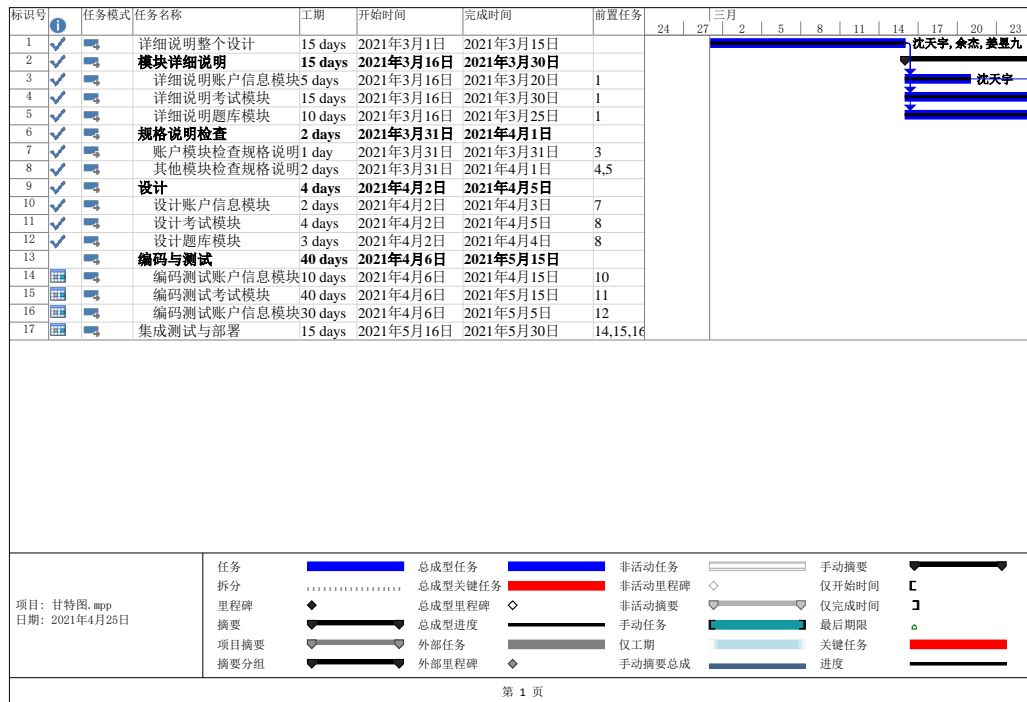 标识号 任务模式 任务名称 工期 开始时间 完成时间 前置任务 三月
24 27 2 5 8 11 14 17 20 23
1 详细说明整个设计 15 days 2021年3月1日 2021年3月15日 沈天宇, 余杰, 姜昱九
2 模块详细说明 15 days 2021年3月16日 2021年3月30日
3 详细说明账户信息模块 5 days 2021年3月16日 2021年3月20日 1 沈天宇
4 详细说明考试模块 15 days 2021年3月16日 2021年3月30日 1
5 详细说明题库模块 10 days 2021年3月16日 2021年3月25日 1
6 规格说明检查 2 days 2021年3月31日 2021年4月1日
7 账户模块检查规格说明 1 day 2021年3月31日 2021年3月31日 3
8 其他模块检查规格说明 2 days 2021年3月31日 2021年4月1日 4,5
9 设计 4 days 2021年4月2日 2021年4月5日
10 设计账户信息模块 2 days 2021年4月2日 2021年4月3日 7
11 设计考试模块 4 days 2021年4月2日 2021年4月5日 8
12 设计题库模块 3 days 2021年4月2日 2021年4月4日 8
13 编码与测试 40 days 2021年4月6日 2021年5月15日
14 编码测试账户信息模块 10 days 2021年4月6日 2021年4月15日 10
15 编码测试考试模块 40 days 2021年4月6日 2021年5月15日 11
16 编码测试账户信息模块 30 days 2021年4月6日 2021年5月5日 12
17 集成测试与部署 15 days 2021年5月16日 2021年5月30日 14,15,16
项目: 甘特图.mpp
日期: 2021年4月25日
任务 总成型任务 非活动任务 手动摘要
拆分 总成型关键任务 非活动里程碑 仅开始时间
里程碑 总成型里程碑 非活动摘要 仅完成时间
摘要 总成型进度 手动任务 最后期限
项目摘要 外部任务 仅工期 关键任务
摘要分组 外部里程碑 手动摘要总成 进度
第 1 页